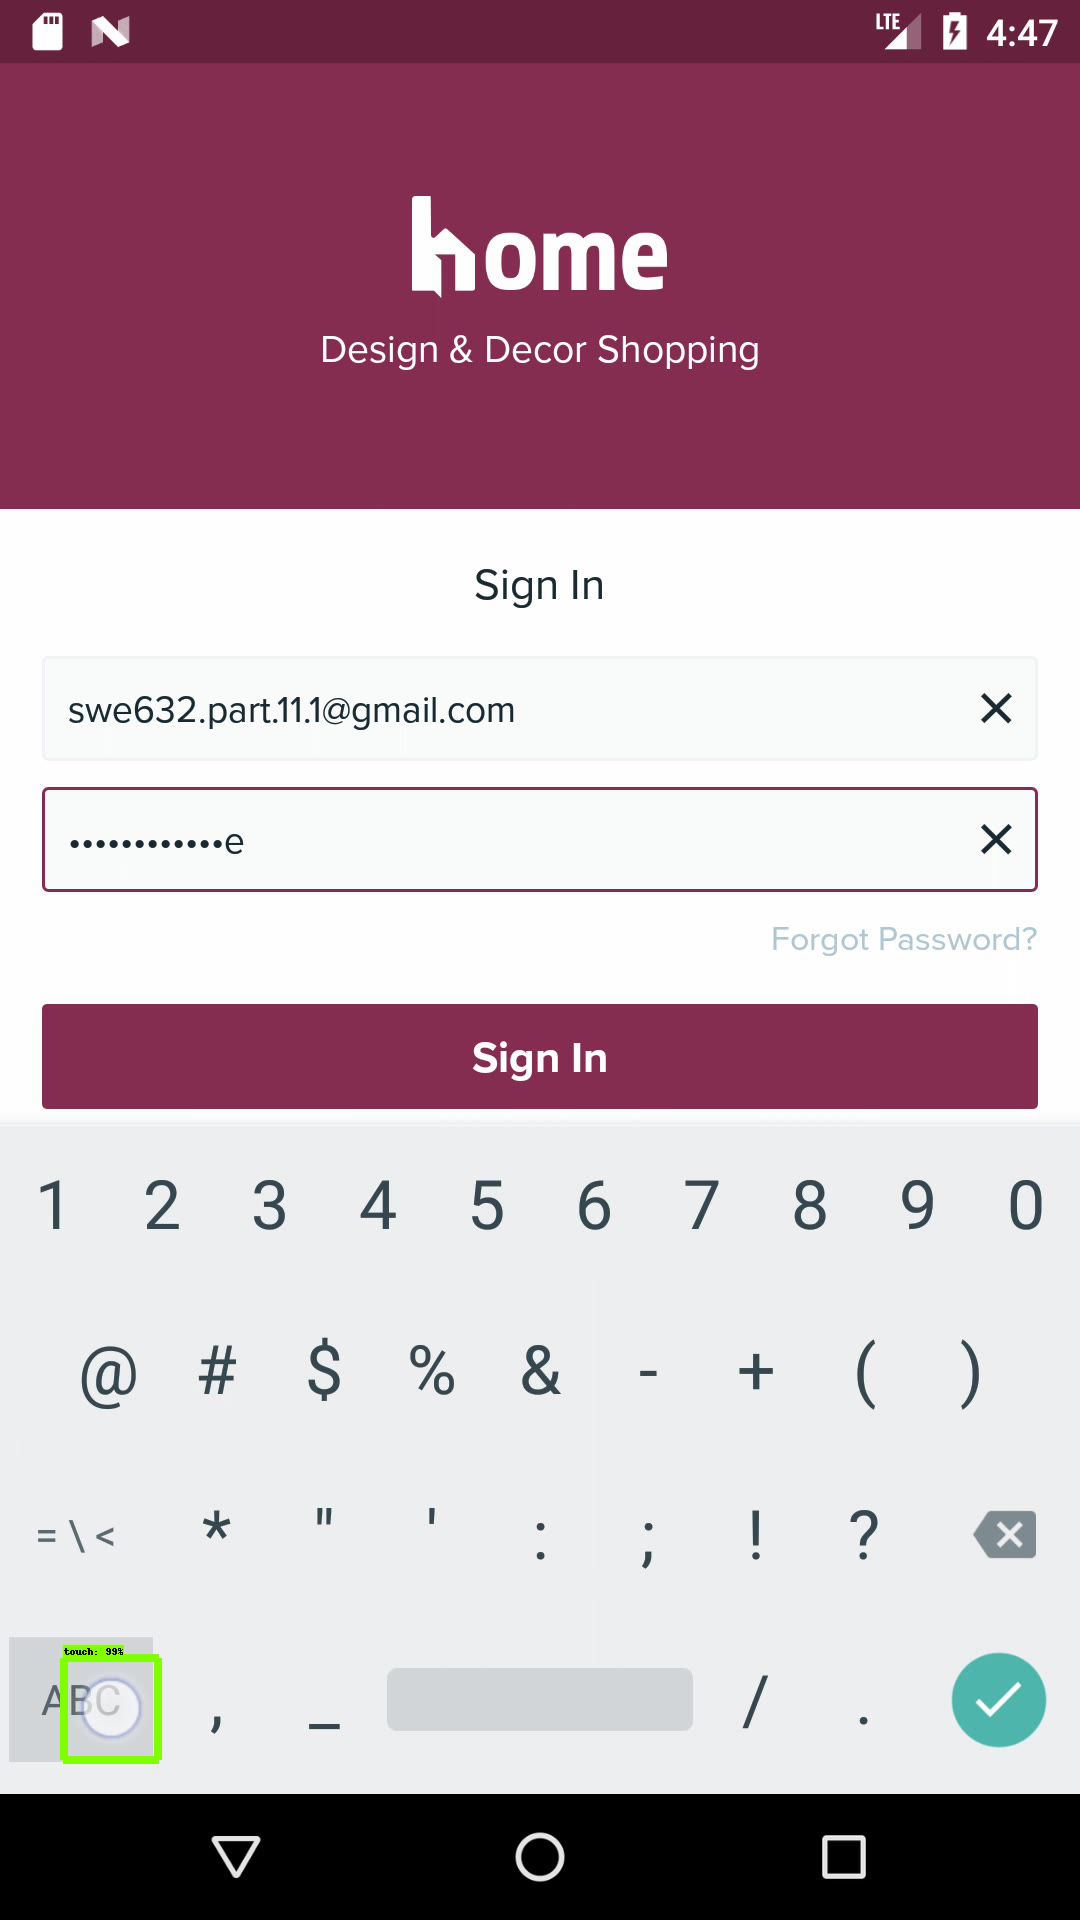 LTE 4:47
home
Design & Decor Shopping
Sign In
swe632.part.11.1@gmail.com
••••••••••••e
Forgot Password?
Sign In
1 2 3 4 5 6 7 8 9 0
@ # $ % & - + ( )
= \ < * " ' : ; ! ?
touch: 99%
ABC , _ / .